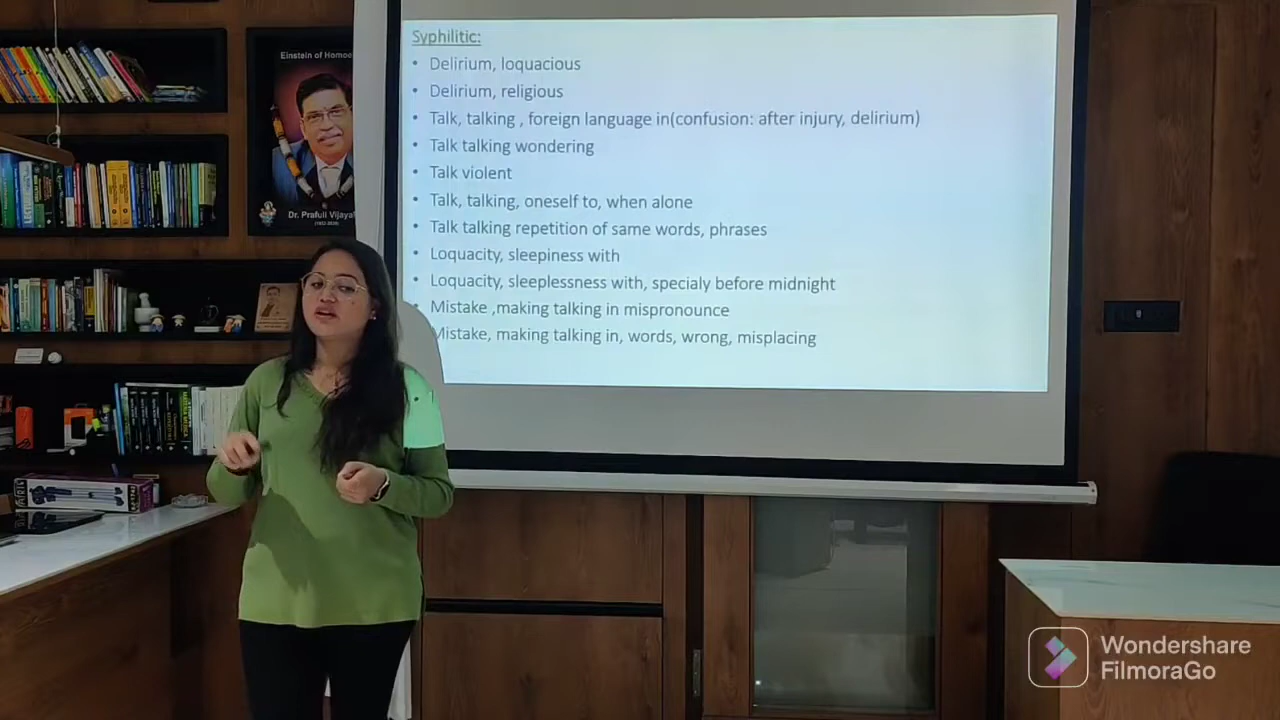 Syphilitic:
• Delirium, loquacious
• Delirium, religious
• Talk, talking , foreign language in(confusion: after injury, delirium)
• Talk talking wondering
• Talk violent
• Talk, talking, oneself to, when alone
• Talk talking repetition of same words, phrases
• Loquacity, sleepiness with
• Loquacity, sleeplessness with, specialy before midnight
• Mistake ,making talking in mispronounce
Mistake, making talking in, words, wrong, misplacing
Einstein of Homoe
Dr. Prafull Vijaya
Wondershare
FilmoraGo